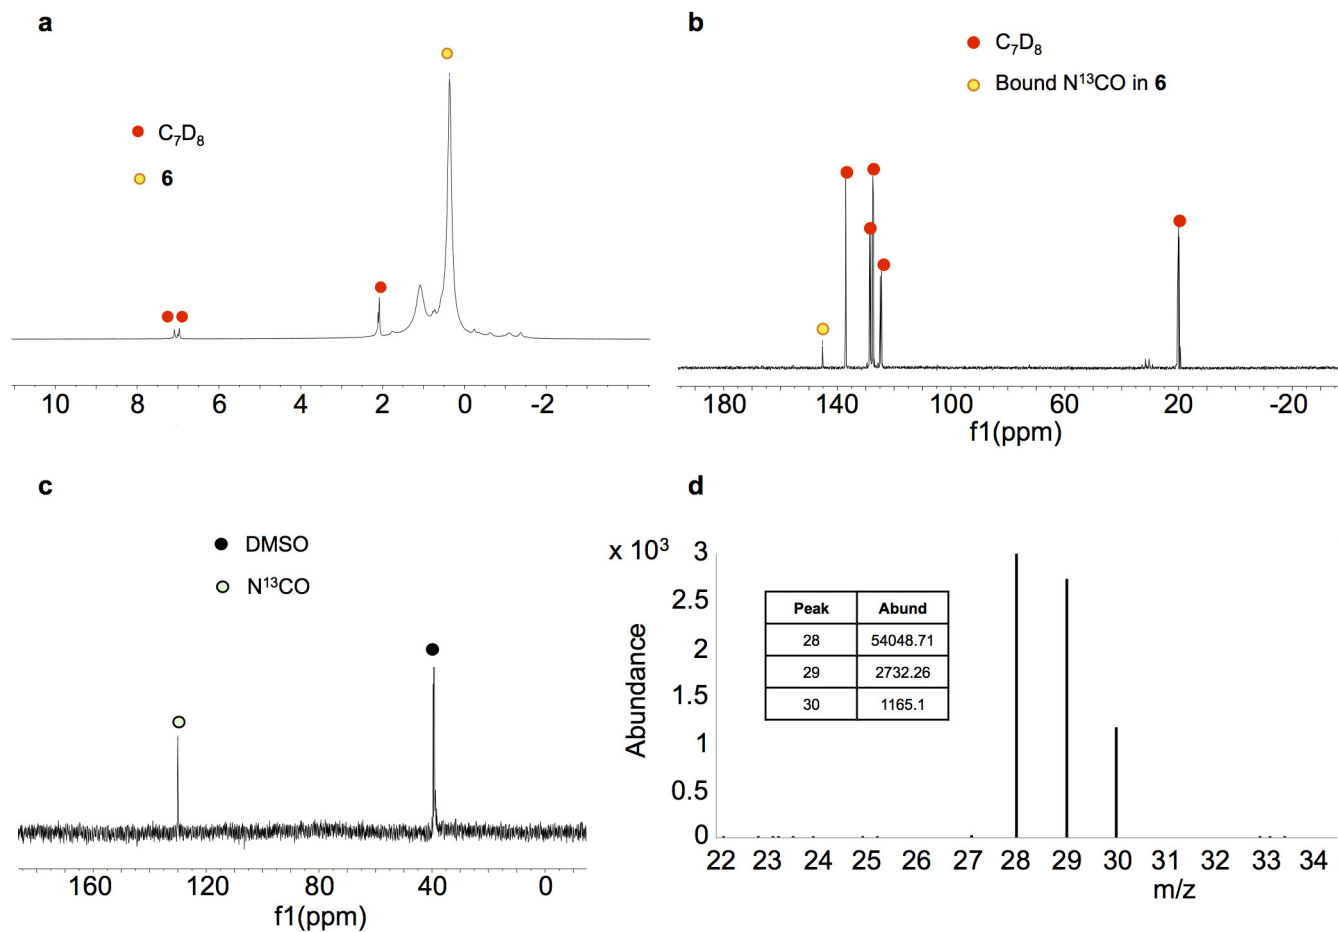 a
C₇D₈
6
10 8 6 4 2 0 -2
b
C₇D₈
Bound N¹³CO in 6
180 140 100 60 20 -20
f1(ppm)
c
DMSO
N¹³CO
160 120 80 40 0
f1(ppm)
d
x 10³
3
2.5
2
1.5
1
0.5
0
Abundance
Peak Abund
28 54048.71
29 2732.26
30 1165.1
22 23 24 25 26 27 28 29 30 31 32 33 34
m/z